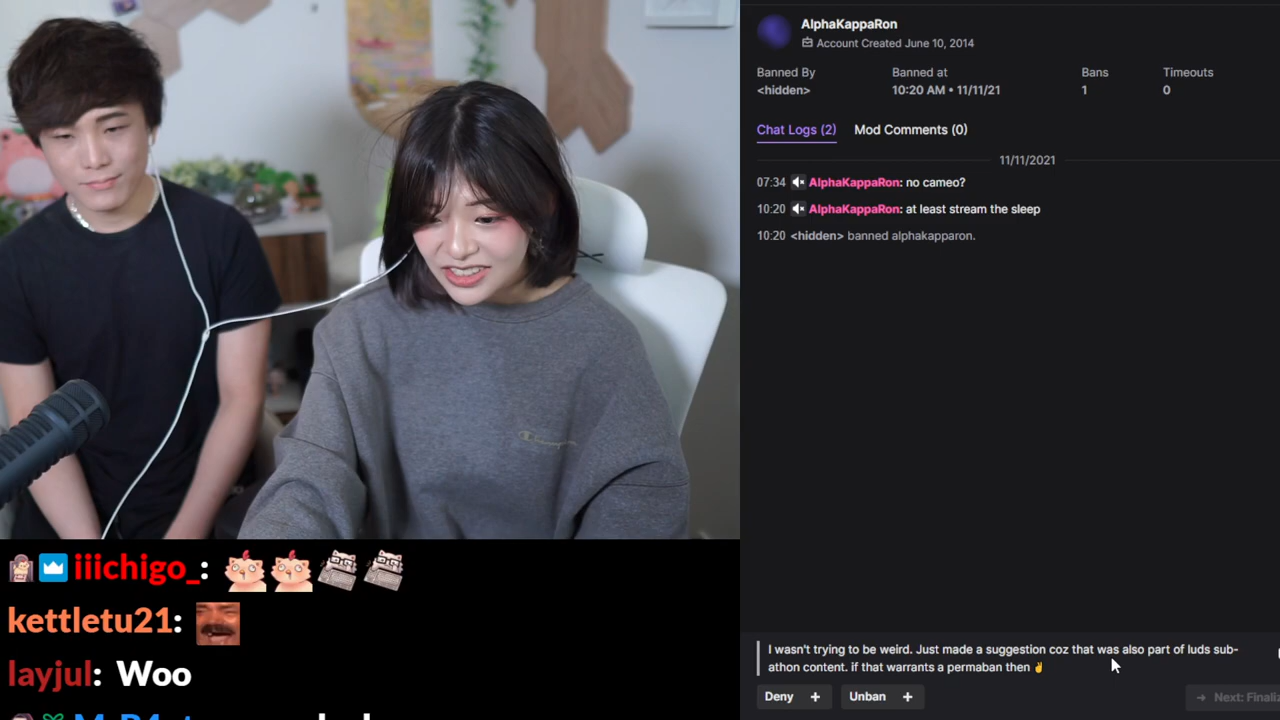 AlphaKappaRon
Account Created June 10, 2014
Banned By
Banned at
Bans
Timeouts
<hidden>
10:20 AM • 11/11/21
1
0
Chat Logs (2)
Mod Comments (0)
11/11/2021
07:34 AlphaKappaRon: no cameo?
10:20 AlphaKappaRon: at least stream the sleep
10:20 <hidden> banned alphakapparon.
Champion
iiichigo_:
kettletu21:
layjul: Woo
I wasn't trying to be weird. Just made a suggestion coz that was also part of luds sub-
athon content. if that warrants a permaban then ✌
Deny +
Unban +
→ Next: Finali